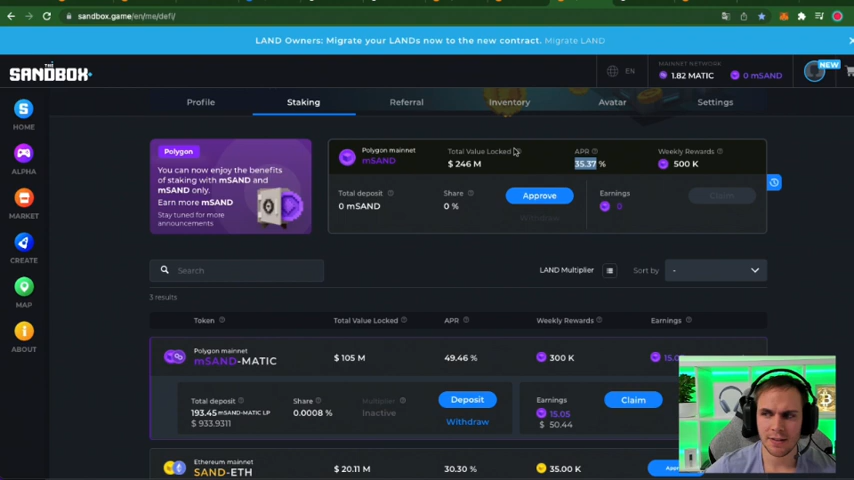 sandbox.game/en/me/defi/
LAND Owners: Migrate your LANDs now to the new contract. Migrate LAND
THE
SANDBOX
EN
MAINNET NETWORK
1.82 MATIC
0 mSAND
NEW
Profile
Staking
Referral
Inventory
Avatar
Settings
HOME
ALPHA
MARKET
CREATE
MAP
ABOUT
Polygon
You can now enjoy the benefits
of staking with mSAND and
mSAND only.
Earn more mSAND
Stay tuned for more
announcements
Polygon mainnet
mSAND
Total Value Locked
$ 246 M
APR
35.37 %
Weekly Rewards
500 K
Total deposit
0 mSAND
Share
0 %
Approve
Withdraw
Earnings
0
Claim
Search
LAND Multiplier
Sort by
-
3 results
Token
Total Value Locked
APR
Weekly Rewards
Earnings
Polygon mainnet
mSAND-MATIC
$ 105 M
49.46 %
300 K
15.0
Total deposit
193.45 mSAND-MATIC LP
$ 933.9311
Share
0.0008 %
Multiplier
Inactive
Deposit
Withdraw
Earnings
15.05
$ 50.44
Claim
Ethereum mainnet
SAND-ETH
$ 20.11 M
30.30 %
35.00 K